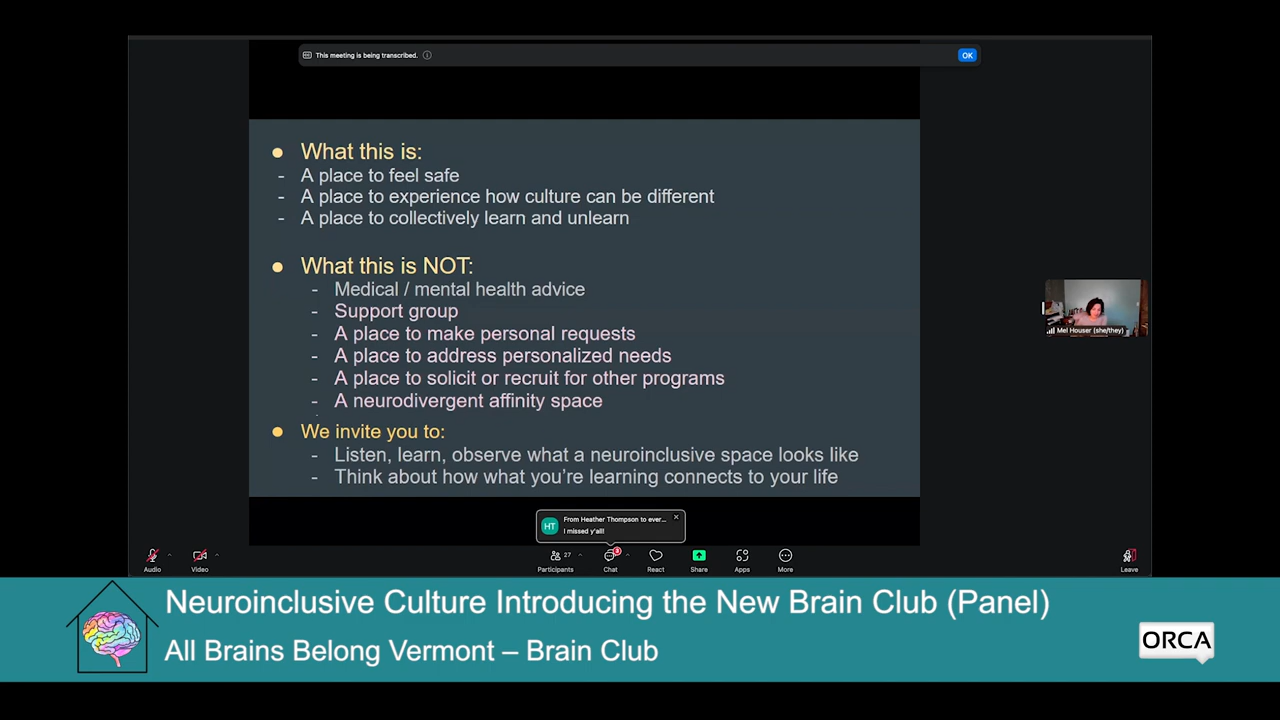 This meeting is being transcribed.
OK
● What this is:
- A place to feel safe
- A place to experience how culture can be different
- A place to collectively learn and unlearn
● What this is NOT:
- Medical / mental health advice
- Support group
- A place to make personal requests
- A place to address personalized needs
- A place to solicit or recruit for other programs
- A neurodivergent affinity space
● We invite you to:
- Listen, learn, observe what a neuroinclusive space looks like
- Think about how what you're learning connects to your life
Mel Houser (she/they)
HT
From Heather Thompson to ever...
I missed y'all!
27
3
Audio
Video
Participants
Chat
React
Share
Apps
More
Leave
Neuroinclusive Culture Introducing the New Brain Club (Panel)
All Brains Belong Vermont – Brain Club
ORCA